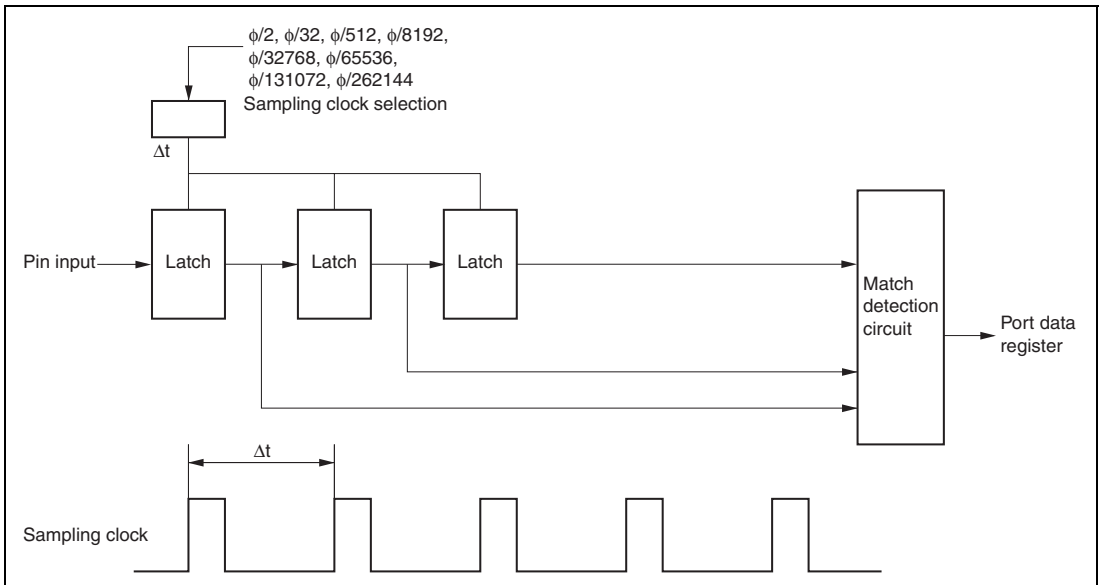 ϕ/2, ϕ/32, ϕ/512, ϕ/8192,
ϕ/32768, ϕ/65536,
ϕ/131072, ϕ/262144
Sampling clock selection
Δt
Pin input
Latch
Latch
Latch
Match
detection
circuit
Port data
register
Δt
Sampling clock